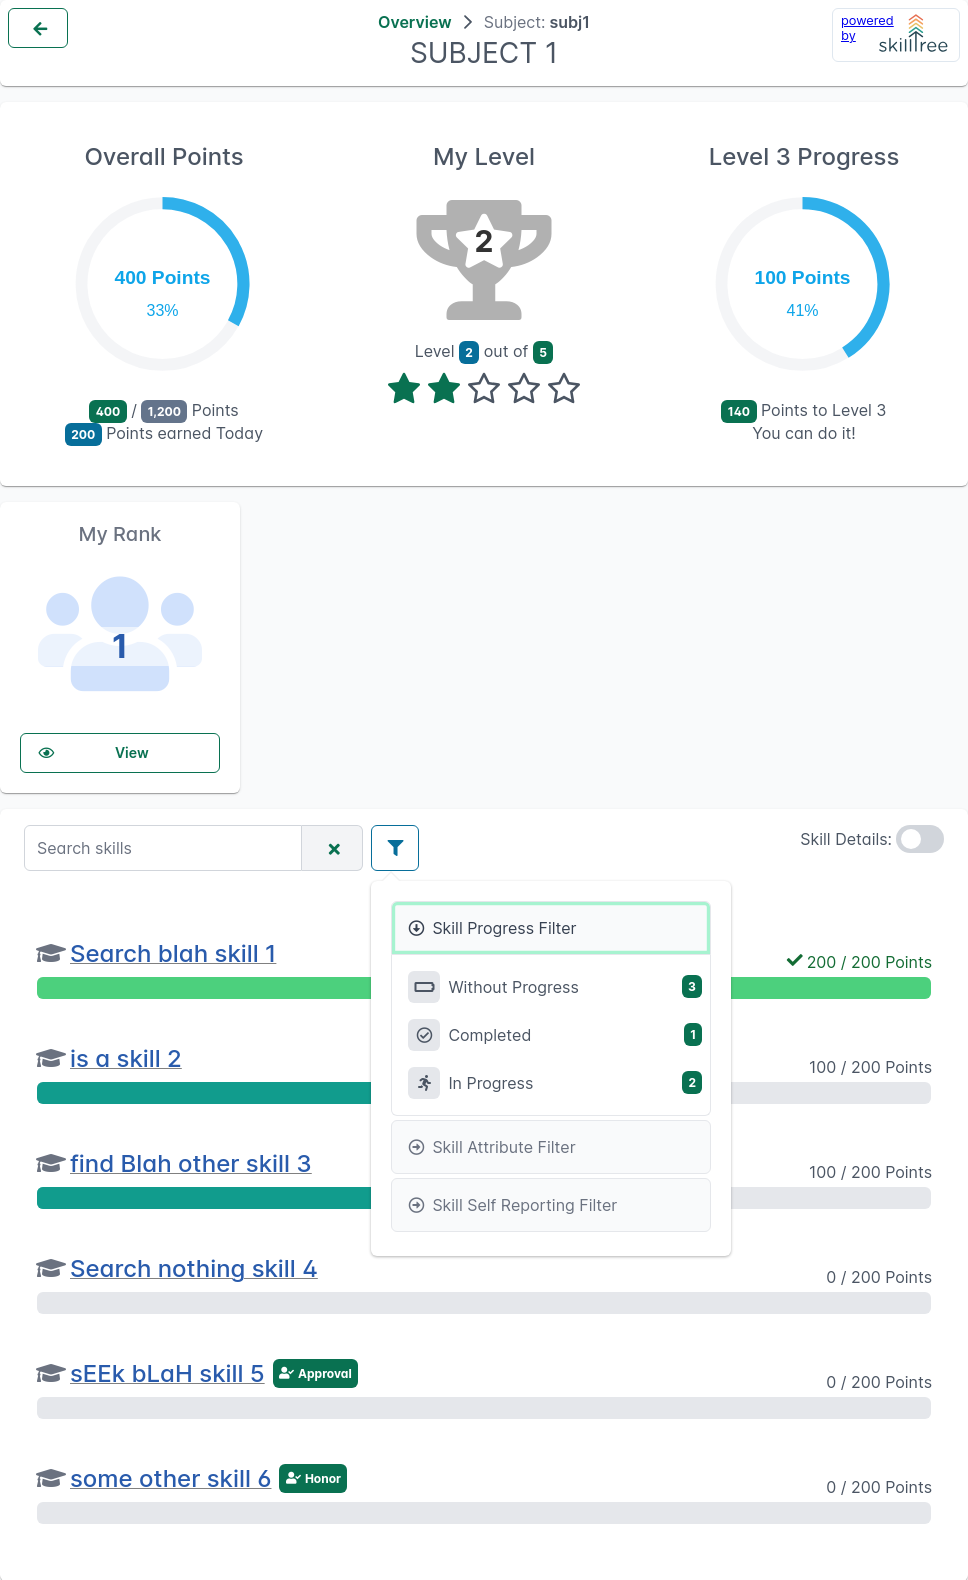 Overview > Subject: subj1
SUBJECT 1
powered
by
skilltree
Overall Points
400 Points
33%
400 / 1,200 Points
200 Points earned Today
My Level
2
Level 2 out of 5
Level 3 Progress
100 Points
41%
140 Points to Level 3
You can do it!
My Rank
1
View
Search skills
Skill Details:
Skill Progress Filter
Without Progress 3
Completed 1
In Progress 2
Skill Attribute Filter
Skill Self Reporting Filter
Search blah skill 1
200 / 200 Points
is a skill 2
100 / 200 Points
find Blah other skill 3
100 / 200 Points
Search nothing skill 4
0 / 200 Points
sEEk bLaH skill 5 Approval
0 / 200 Points
some other skill 6 Honor
0 / 200 Points